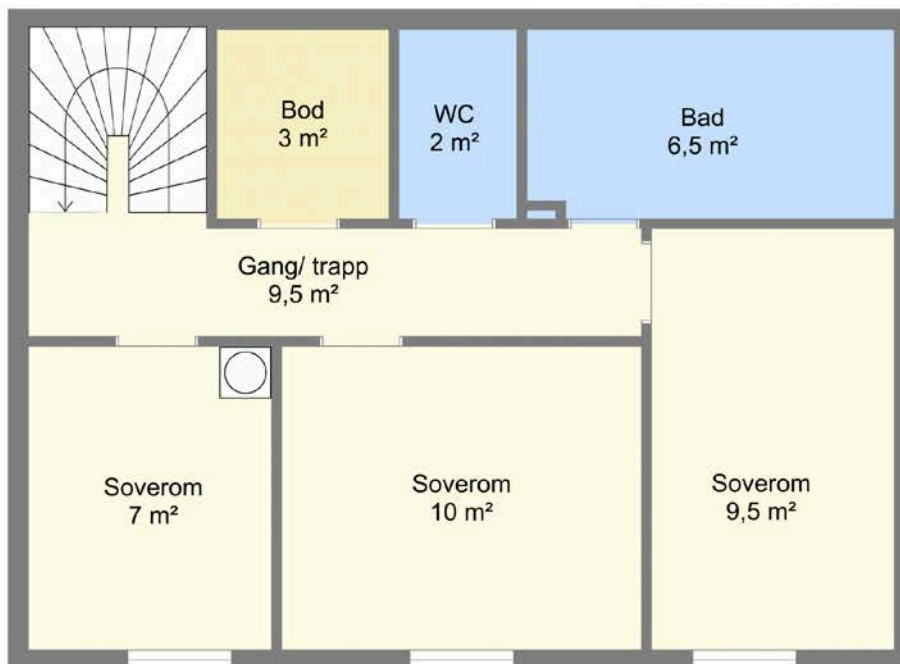 Bod
3 m²
WC
2 m²
Bad
6,5 m²
Gang/ trapp
9,5 m²
Soverom
7 m²
Soverom
10 m²
Soverom
9,5 m²